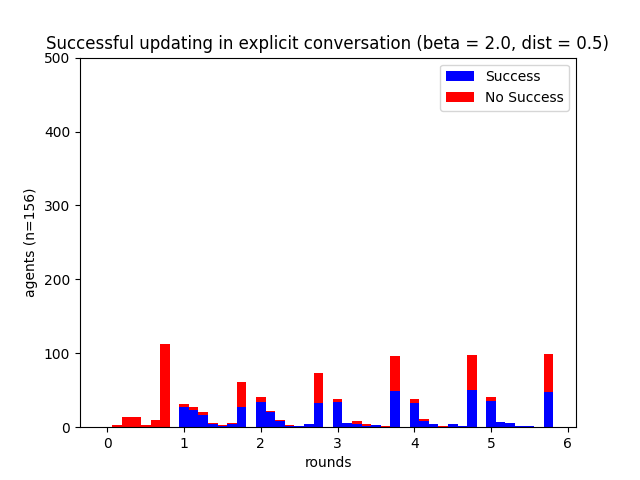 Successful updating in explicit conversation (beta = 2.0, dist = 0.5)
500
400
300
200
100
0
agents (n=156)
Success
No Success
0 1 2 3 4 5 6
rounds